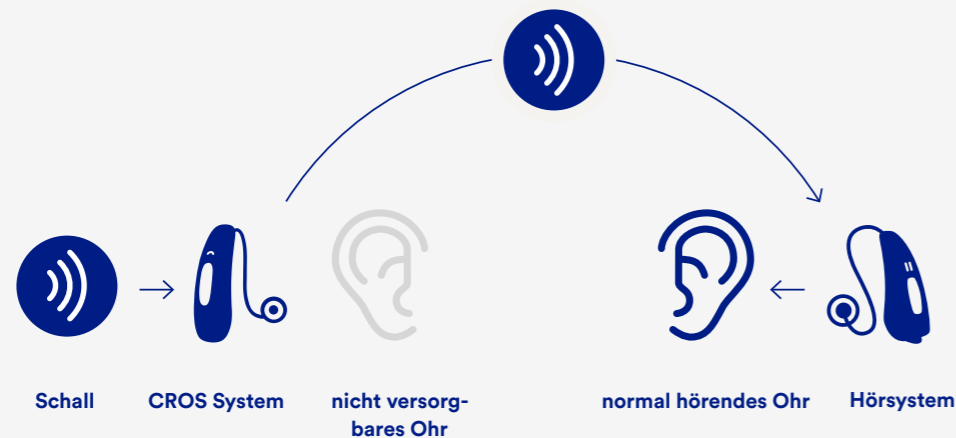 Schall
CROS System
nicht versorg-
bares Ohr
normal hörendes Ohr
Hörsystem